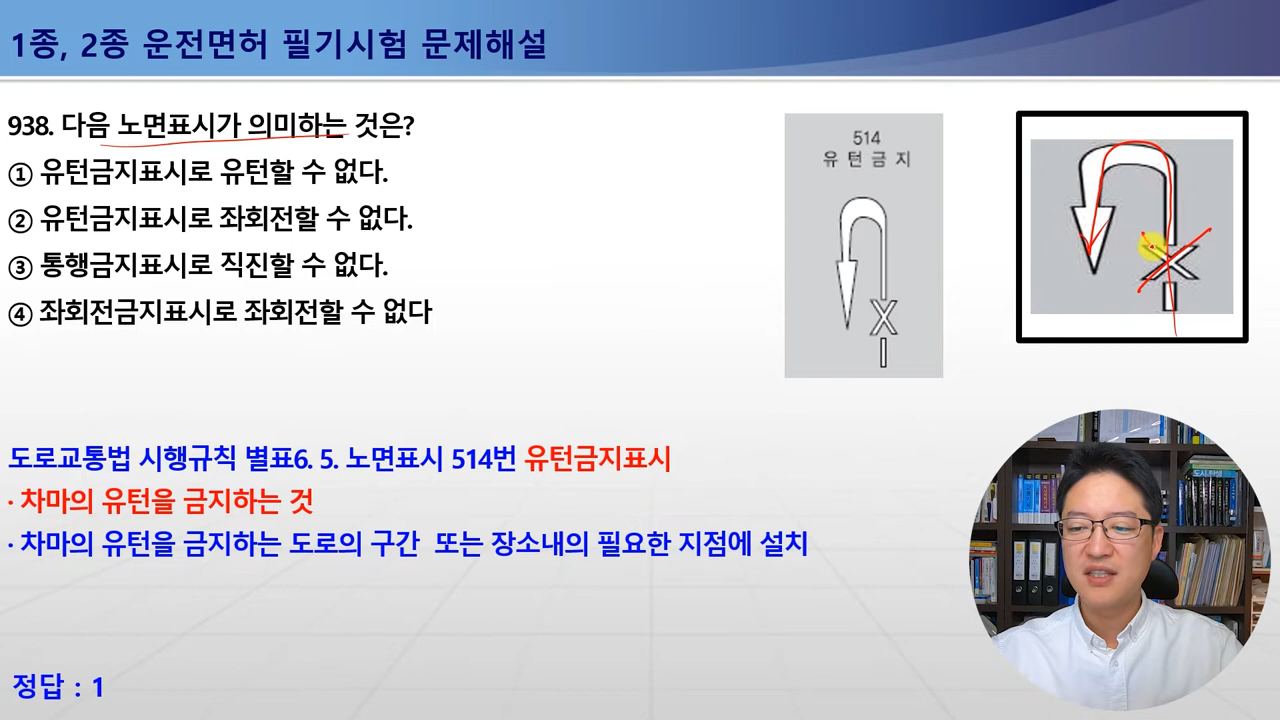 1종, 2종 운전면허 필기시험 문제해설
938. 다음 노면표시가 의미하는 것은?
① 유턴금지표시로 유턴할 수 없다.
② 유턴금지표시로 좌회전할 수 없다.
③ 통행금지표시로 직진할 수 없다.
④ 좌회전금지표시로 좌회전할 수 없다
514
유 턴 금 지
도로교통법 시행규칙 별표6. 5. 노면표시 514번 유턴금지표시
· 차마의 유턴을 금지하는 것
· 차마의 유턴을 금지하는 도로의 구간 또는 장소내의 필요한 지점에 설치
정답 : 1